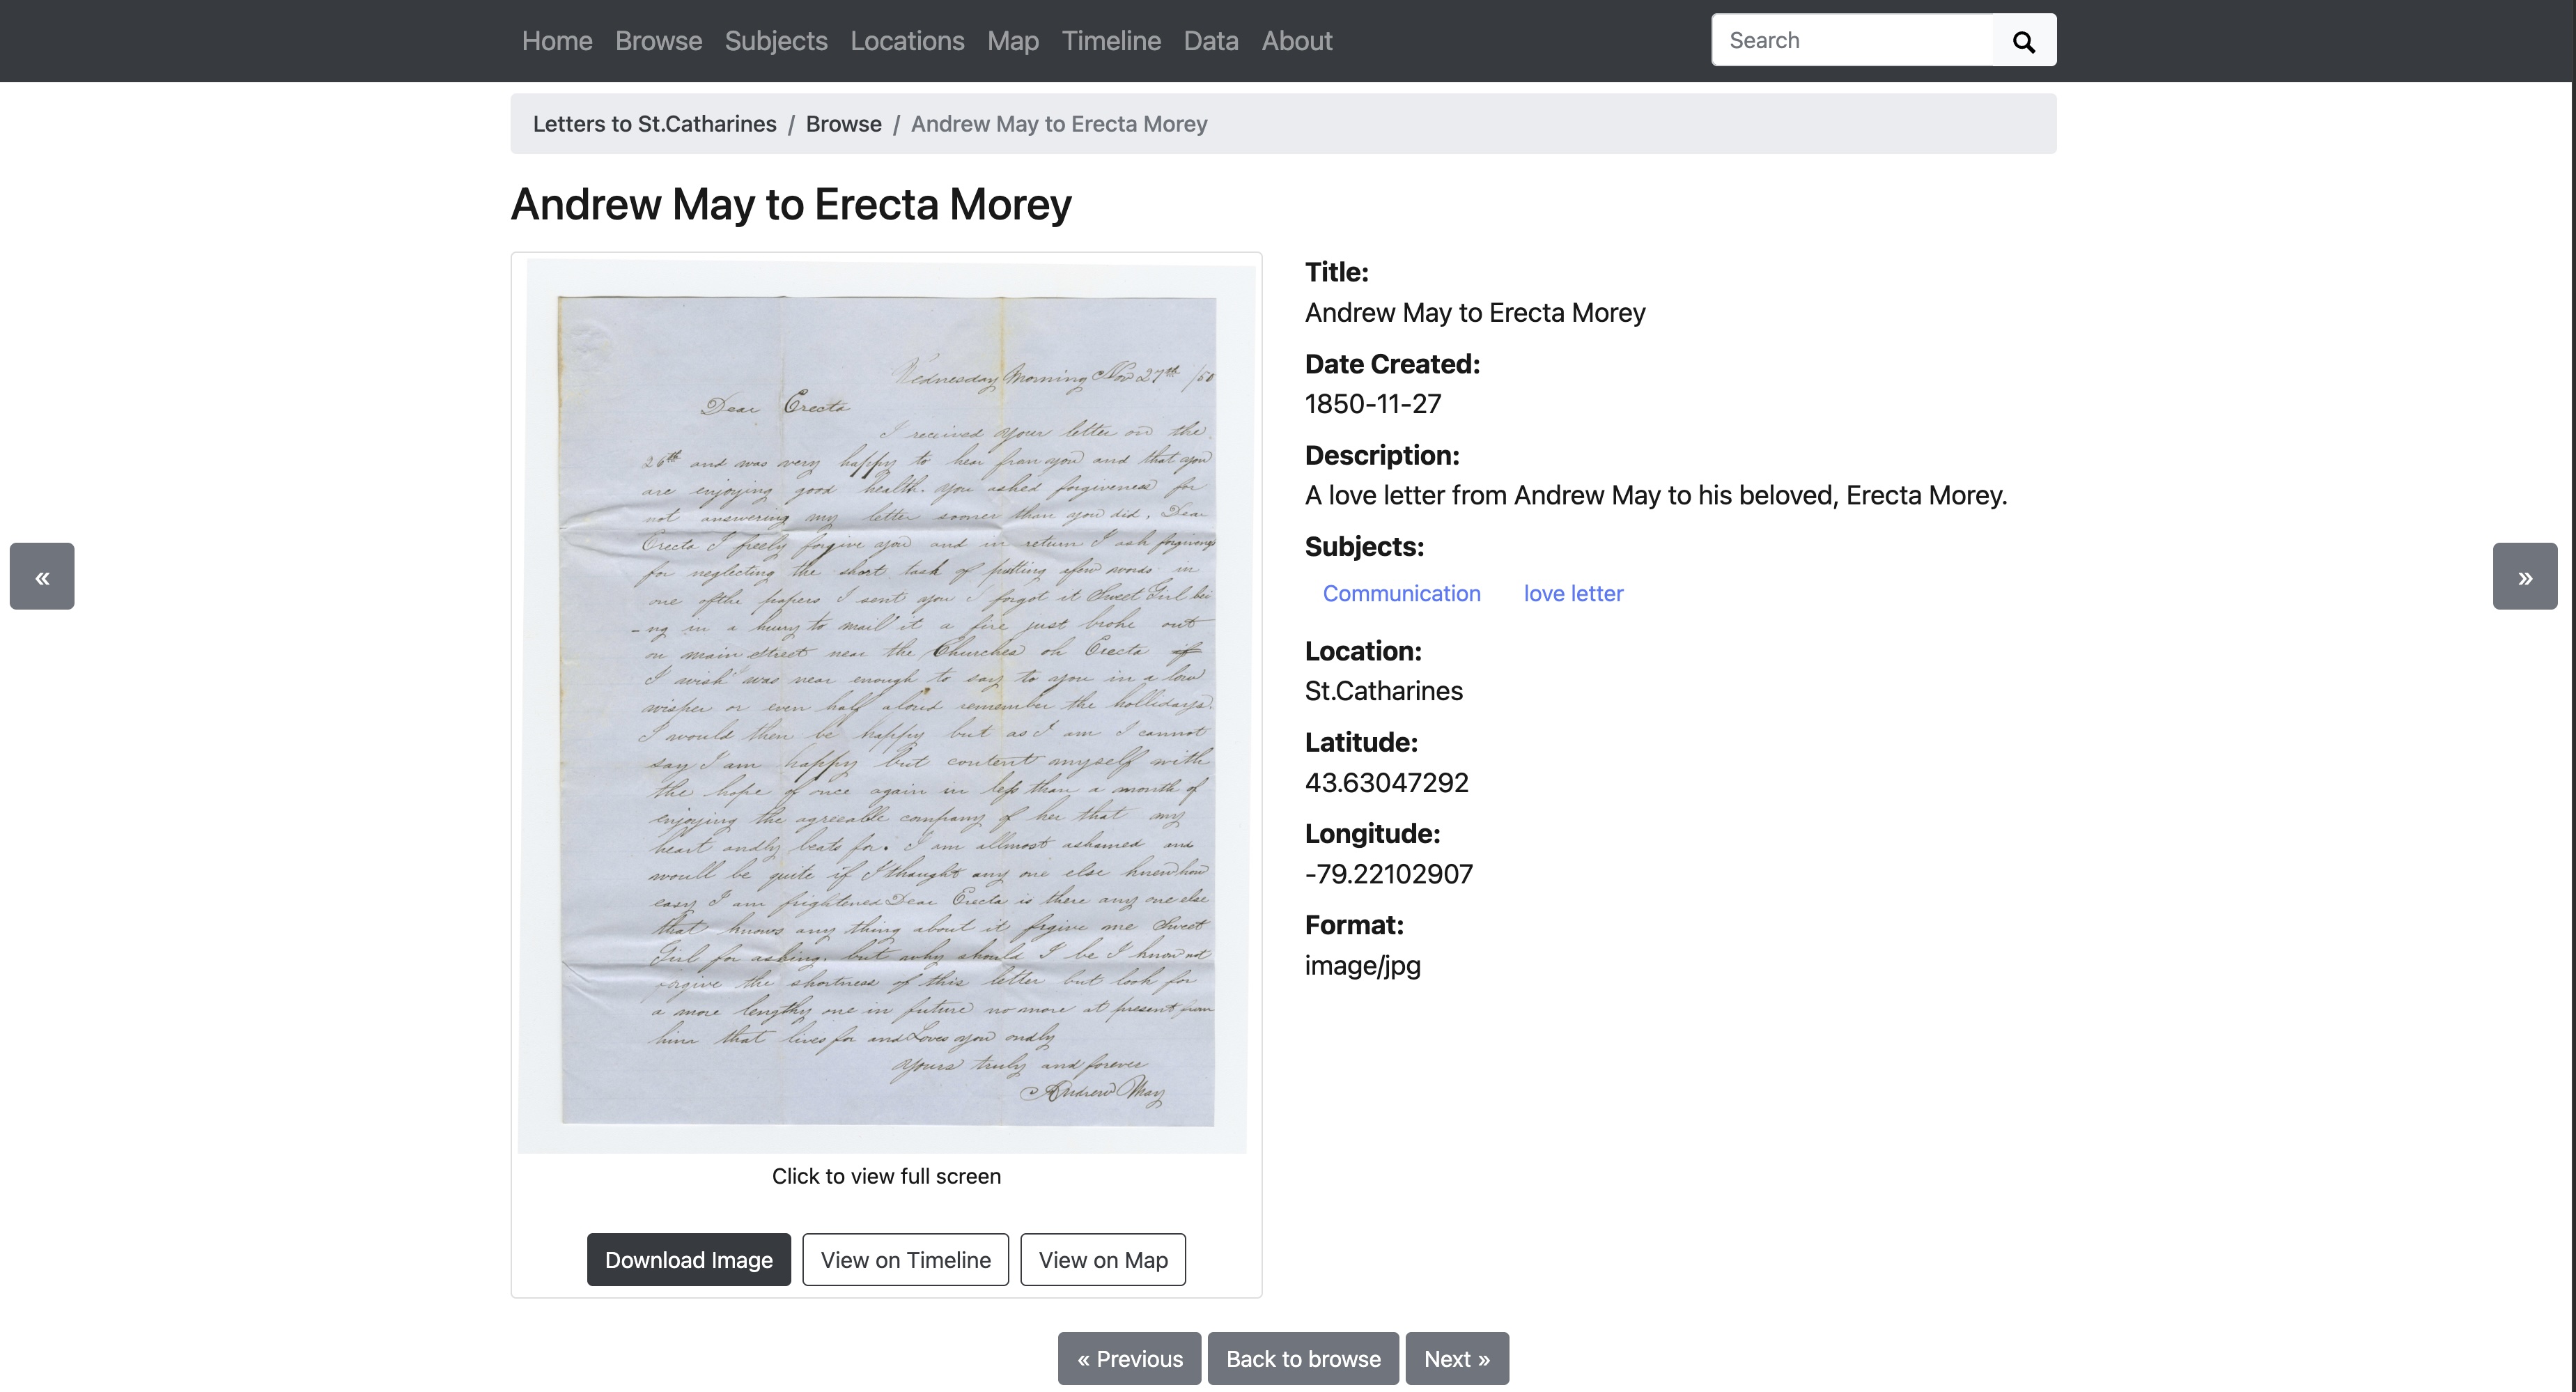 Home Browse Subjects Locations Map Timeline Data About Search
Letters to St.Catharines / Browse / Andrew May to Erecta Morey
Andrew May to Erecta Morey
Wednesday Morning Nov 27th /50
Dear Erecta
I received your letter on the
26th and was very happy to hear from you and that you
are enjoying good health. you asked forgiveness for
not answering my letter sooner than you did. Dear
Erecta I freely forgive you and in return I ask
for neglecting the short task of putting afew words in
one ofthe papers I sent you I forgot it Sweet Girl bei
-ng in a hurry to mail it a fire just broke out
on main street near the Churches oh Erecta if
I wish was near enough to say to you in a low
wisper or even half aloud remember the hollidays.
I would then be happy but as I am I cannot
say I am happy but content myself with
the hope of once again in less than a month of
enjoying the agreeable company of her that my
heart ondly beats for. I am allmost ashamed and
would be quite if I thought any one else knew how
easy I am frightened Dear Erecta is there any one else
that knows any thing about it frgive me Sweet
Girl for asking. but why should I be I know not
forgive the shortness of this letter but look for
a more lengthy one in future no more at present from
him that lives for and Loves you ondly
yours truly and forever
Andrew May
Click to view full screen
Download Image View on Timeline View on Map
Title:
Andrew May to Erecta Morey
Date Created:
1850-11-27
Description:
A love letter from Andrew May to his beloved, Erecta Morey.
Subjects:
Communication love letter
Location:
St.Catharines
Latitude:
43.63047292
Longitude:
-79.22102907
Format:
image/jpg
«
»
« Previous Back to browse Next »